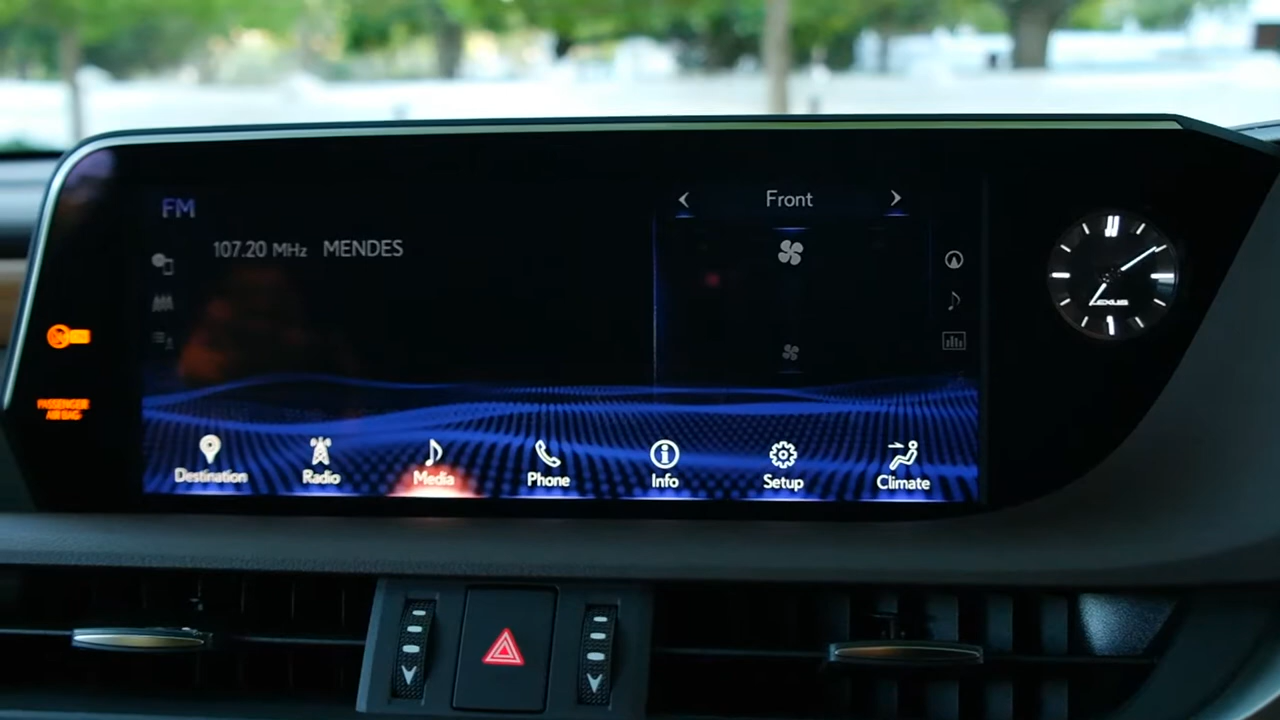 FM
Front
107.20 MHz MENDES
LEXUS
PASSENGER
AIR BAG
Destination
Radio
Media
Phone
Info
Setup
Climate